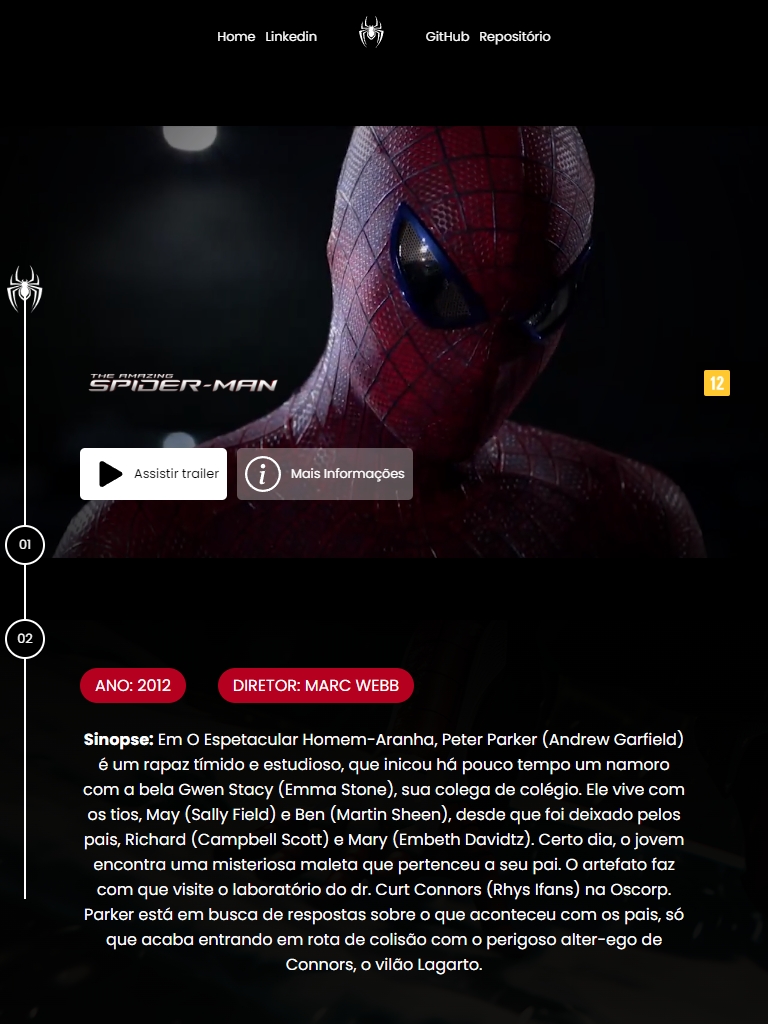 Home Linkedin GitHub Repositório
THE AMAZING
SPIDER-MAN
12
Assistir trailer
i Mais Informações
01
02
ANO: 2012
DIRETOR: MARC WEBB
Sinopse: Em O Espetacular Homem-Aranha, Peter Parker (Andrew Garfield)
é um rapaz tímido e estudioso, que inicou há pouco tempo um namoro
com a bela Gwen Stacy (Emma Stone), sua colega de colégio. Ele vive com
os tios, May (Sally Field) e Ben (Martin Sheen), desde que foi deixado pelos
pais, Richard (Campbell Scott) e Mary (Embeth Davidtz). Certo dia, o jovem
encontra uma misteriosa maleta que pertenceu a seu pai. O artefato faz
com que visite o laboratório do dr. Curt Connors (Rhys Ifans) na Oscorp.
Parker está em busca de respostas sobre o que aconteceu com os pais, só
que acaba entrando em rota de colisão com o perigoso alter-ego de
Connors, o vilão Lagarto.